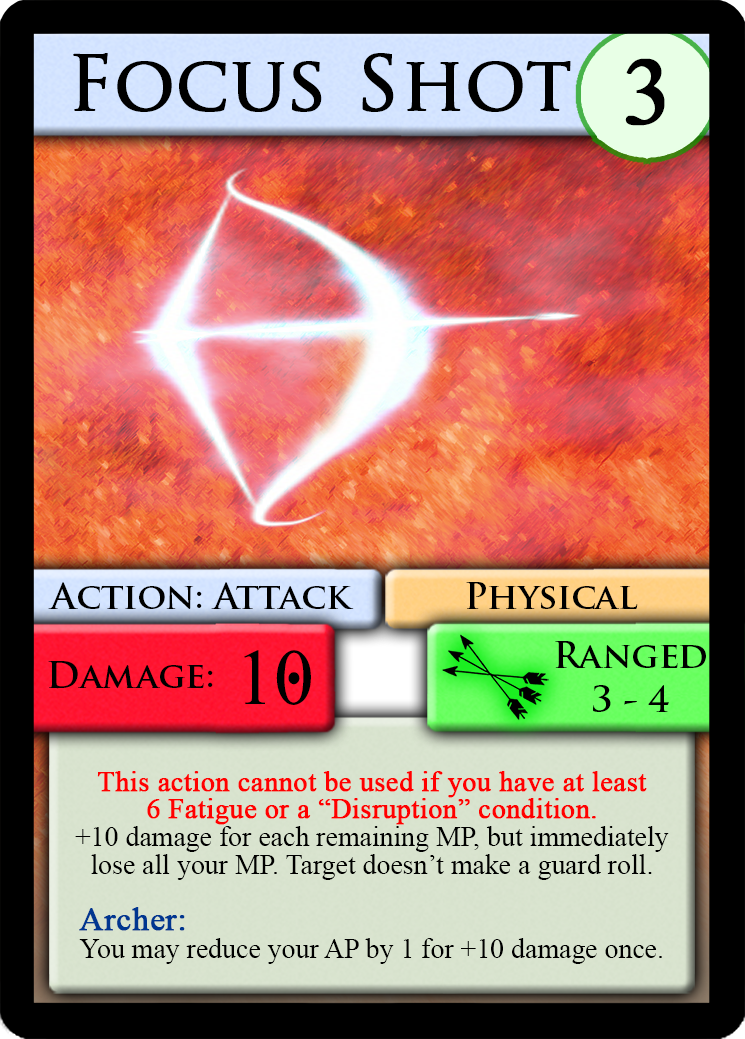 Focus Shot 3
Action: Attack
Physical
Damage: 10
Ranged
3 - 4
This action cannot be used if you have at least
6 Fatigue or a “Disruption” condition.
+10 damage for each remaining MP, but immediately
lose all your MP. Target doesn’t make a guard roll.
Archer:
You may reduce your AP by 1 for +10 damage once.